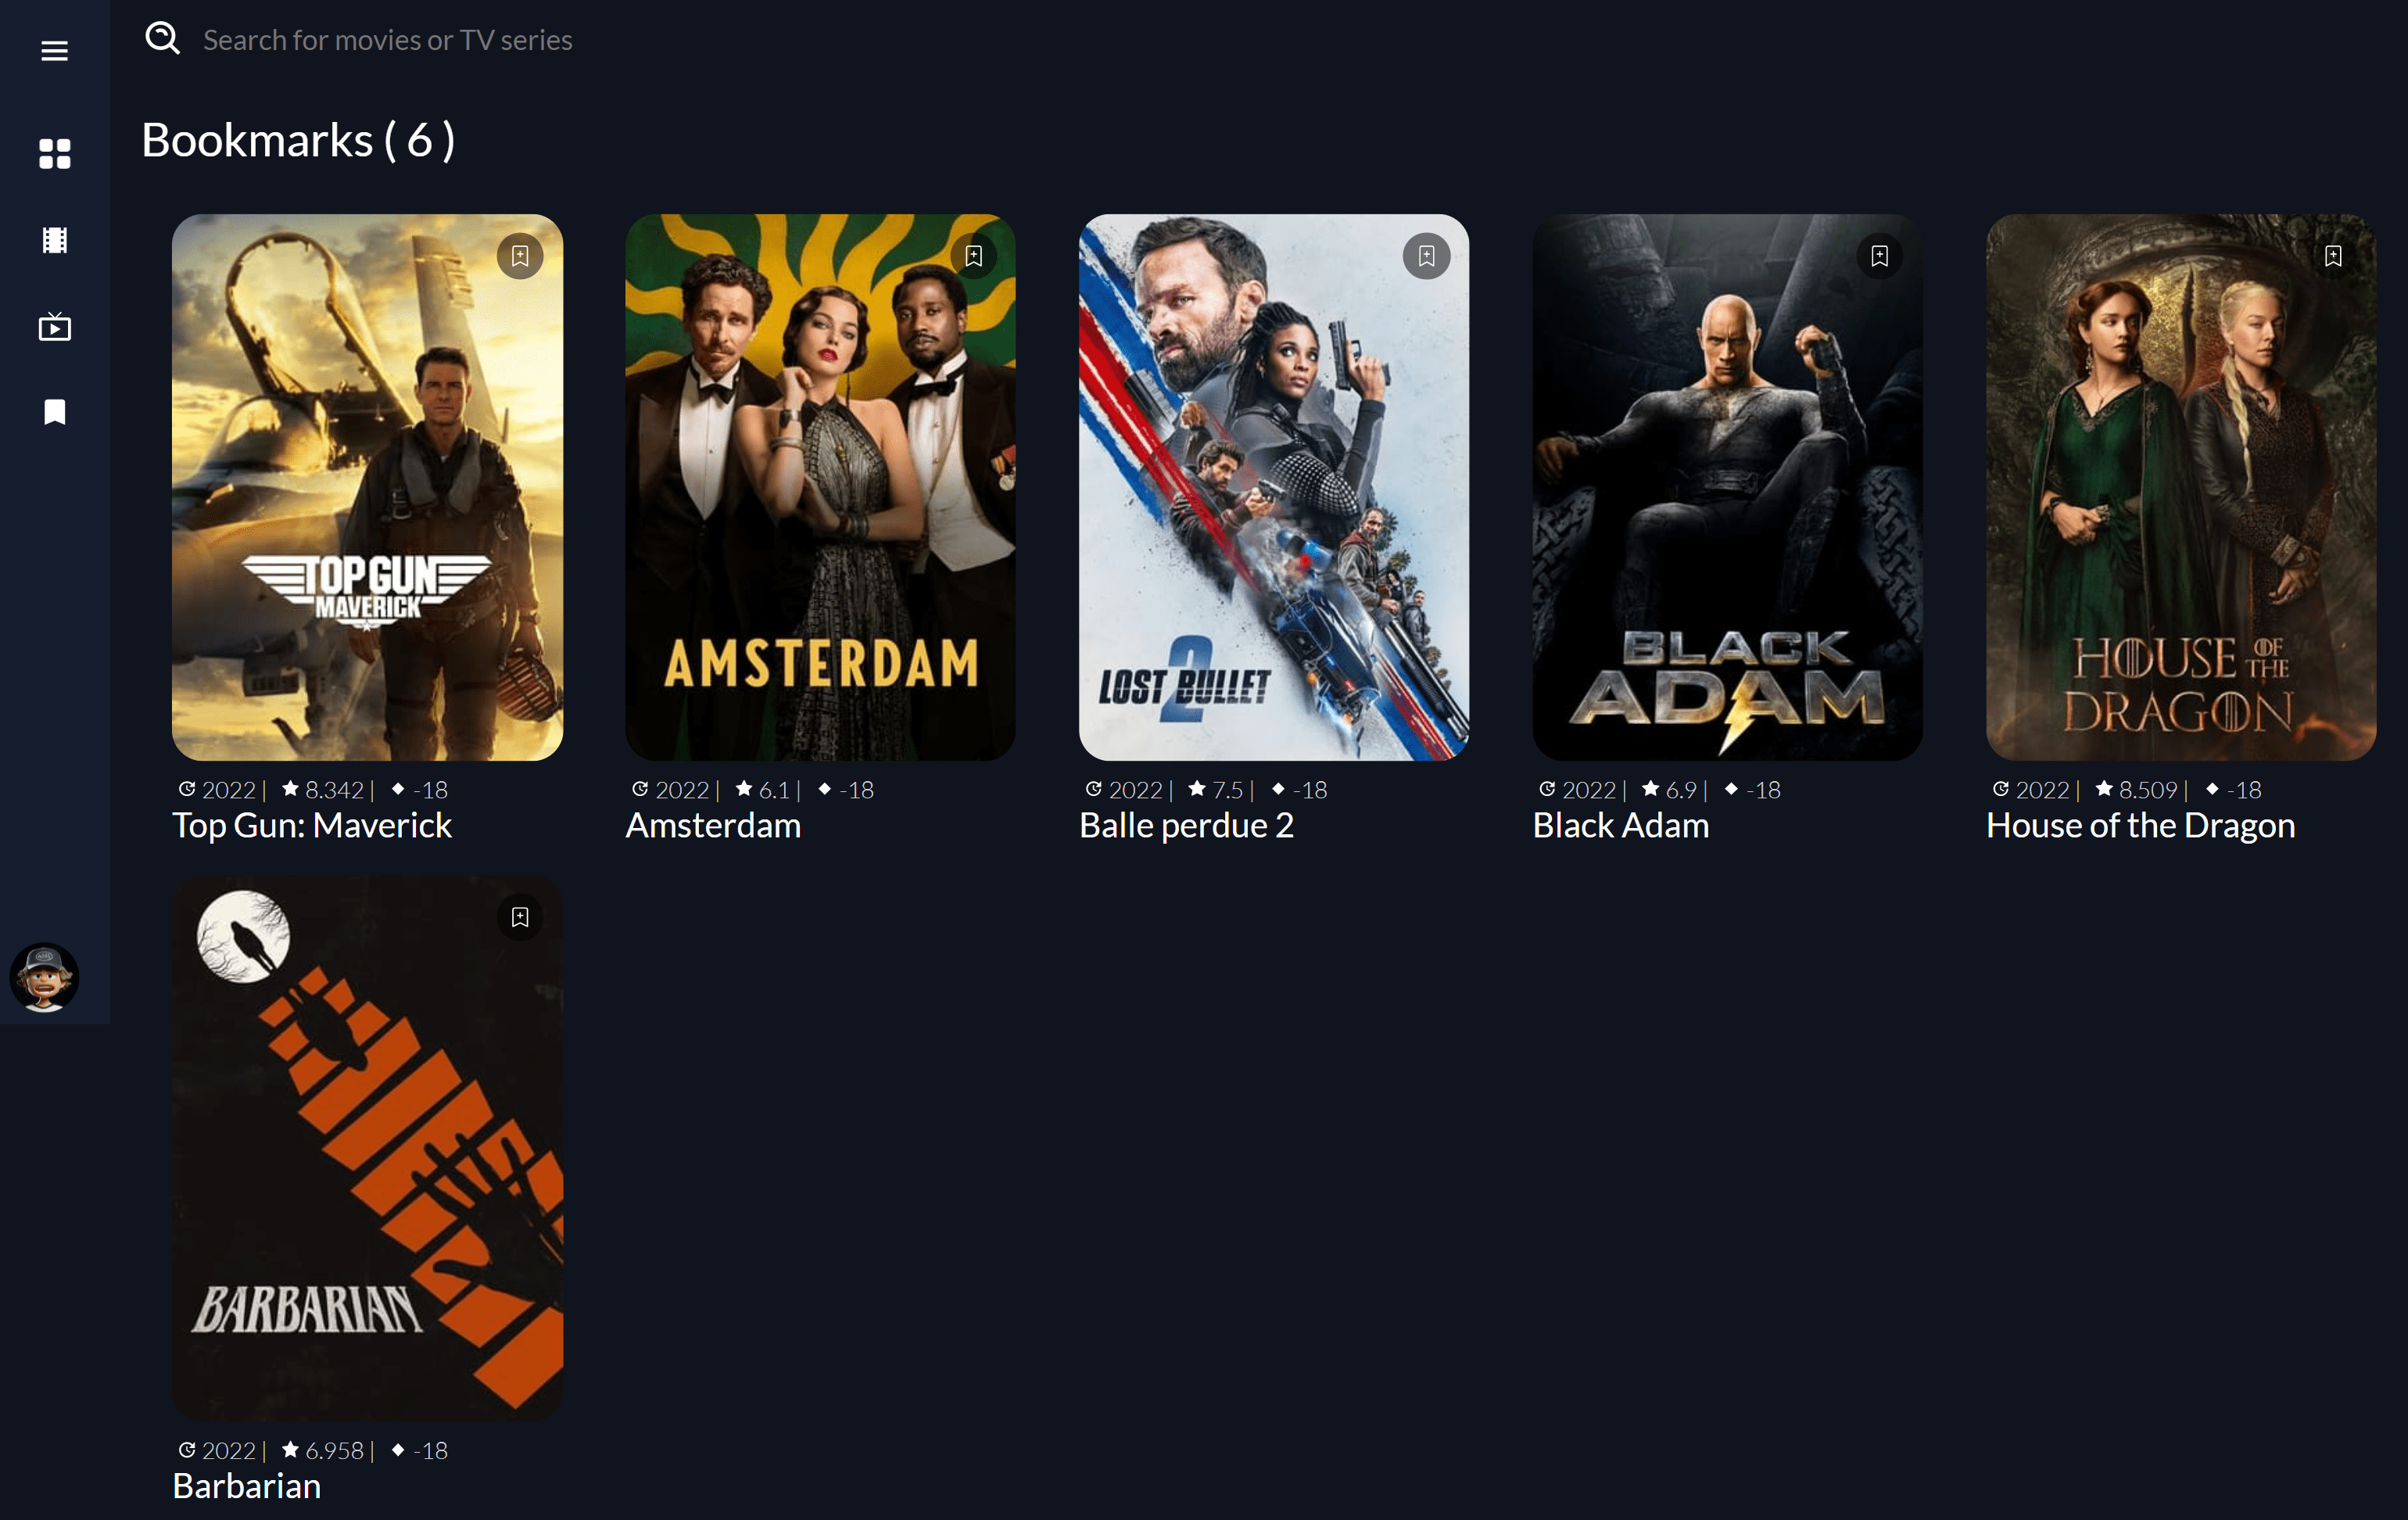 Search for movies or TV series
Bookmarks ( 6 )
TOP GUN
MAVERICK
AMSTERDAM
LOST BULLET
2
BLACK
ADAM
HOUSE OF THE
DRAGON
2022 | 8.342 | -18
Top Gun: Maverick
2022 | 6.1 | -18
Amsterdam
2022 | 7.5 | -18
Balle perdue 2
2022 | 6.9 | -18
Black Adam
2022 | 8.509 | -18
House of the Dragon
BARBARIAN
2022 | 6.958 | -18
Barbarian